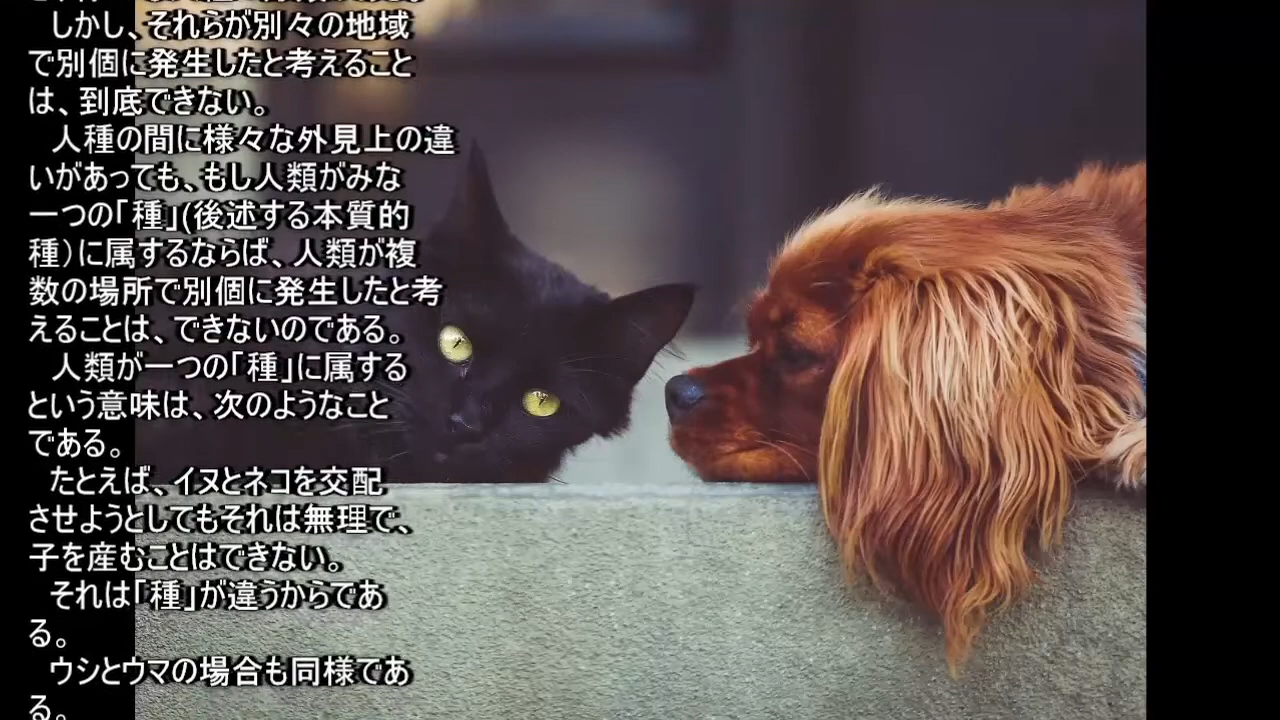 しかし、それらが別々の地域
で別個に発生したと考えること
は、到底できない。
人種の間に様々な外見上の違
いがあっても、もし人類がみな
一つの「種」(後述する本質的
種）に属するならば、人類が複
数の場所で別個に発生したと考
えることは、できないのである。
人類が一つの「種」に属する
という意味は、次のようなこと
である。
たとえば、イヌとネコを交配
させようとしてもそれは無理で、
子を産むことはできない。
それは「種」が違うからであ
る。
ウシとウマの場合も同様であ
る。